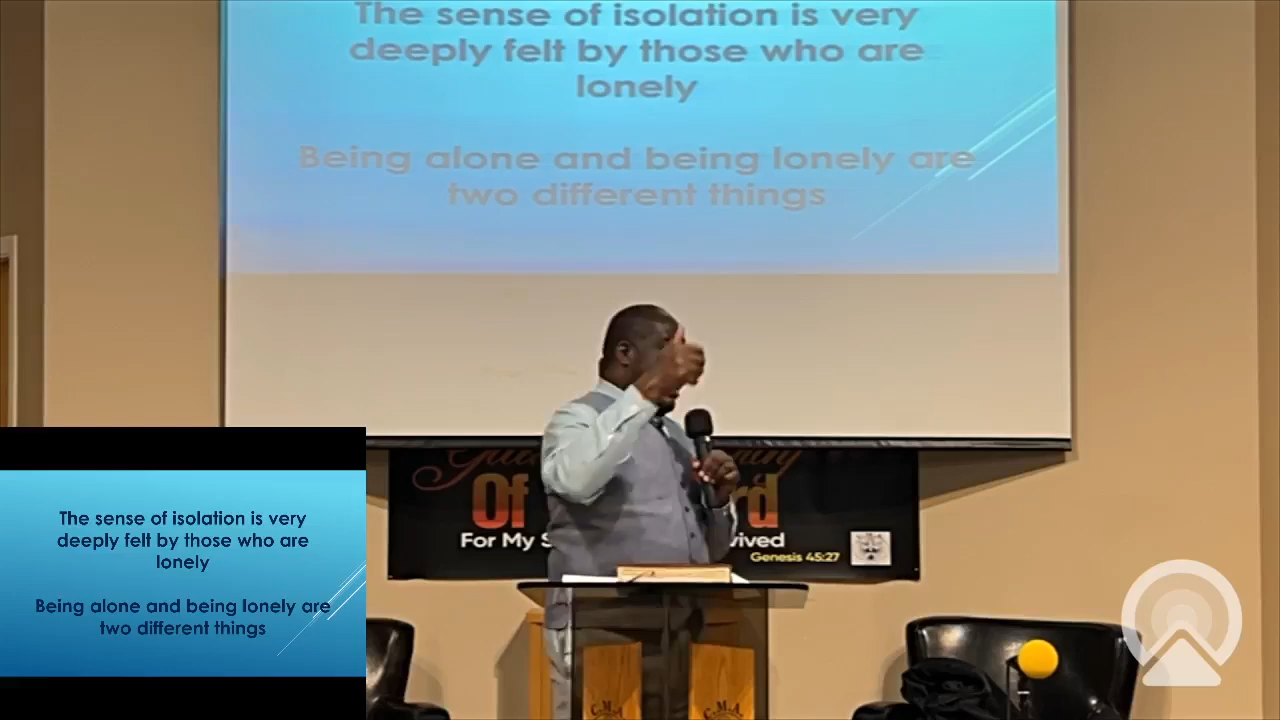 The sense of isolation is very
deeply felt by those who are
lonely
Being alone and being lonely are
two different things
Of
For My
Genesis 45:27
The sense of isolation is very
deeply felt by those who are
lonely
Being alone and being lonely are
two different things
C.M.A.
C.M.A.